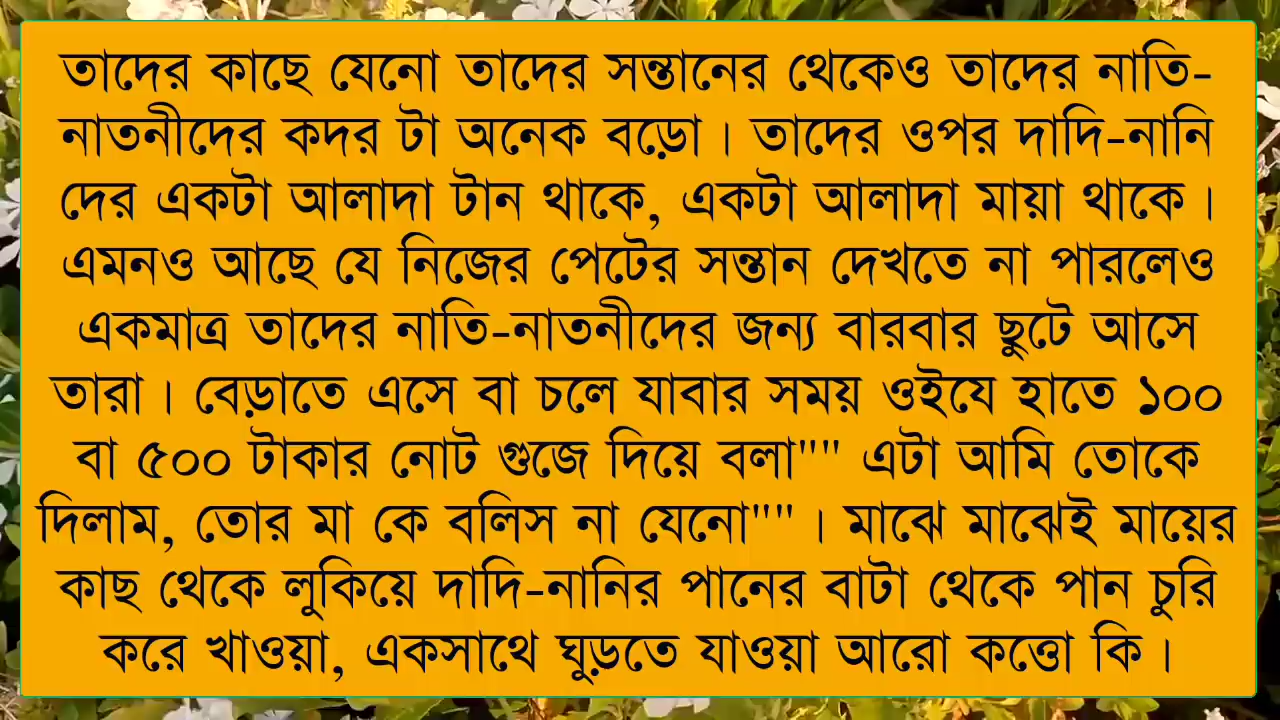 তাদের কাছে যেনো তাদের সন্তানের থেকেও তাদের নাতি-
নাতনীদের কদর টা অনেক বড়ো। তাদের ওপর দাদি-নানি
দের একটা আলাদা টান থাকে, একটা আলাদা মায়া থাকে।
এমনও আছে যে নিজের পেটের সন্তান দেখতে না পারলেও
একমাত্র তাদের নাতি-নাতনীদের জন্য বারবার ছুটে আসে
তারা। বেড়াতে এসে বা চলে যাবার সময় ওইযে হাতে ১০০
বা ৫০০ টাকার নোট গুজে দিয়ে বলা"" এটা আমি তোকে
দিলাম, তোর মা কে বলিস না যেনো""। মাঝে মাঝেই মায়ের
কাছ থেকে লুকিয়ে দাদি-নানির পানের বাটা থেকে পান চুরি
করে খাওয়া, একসাথে ঘুড়তে যাওয়া আরো কত্তো কি।